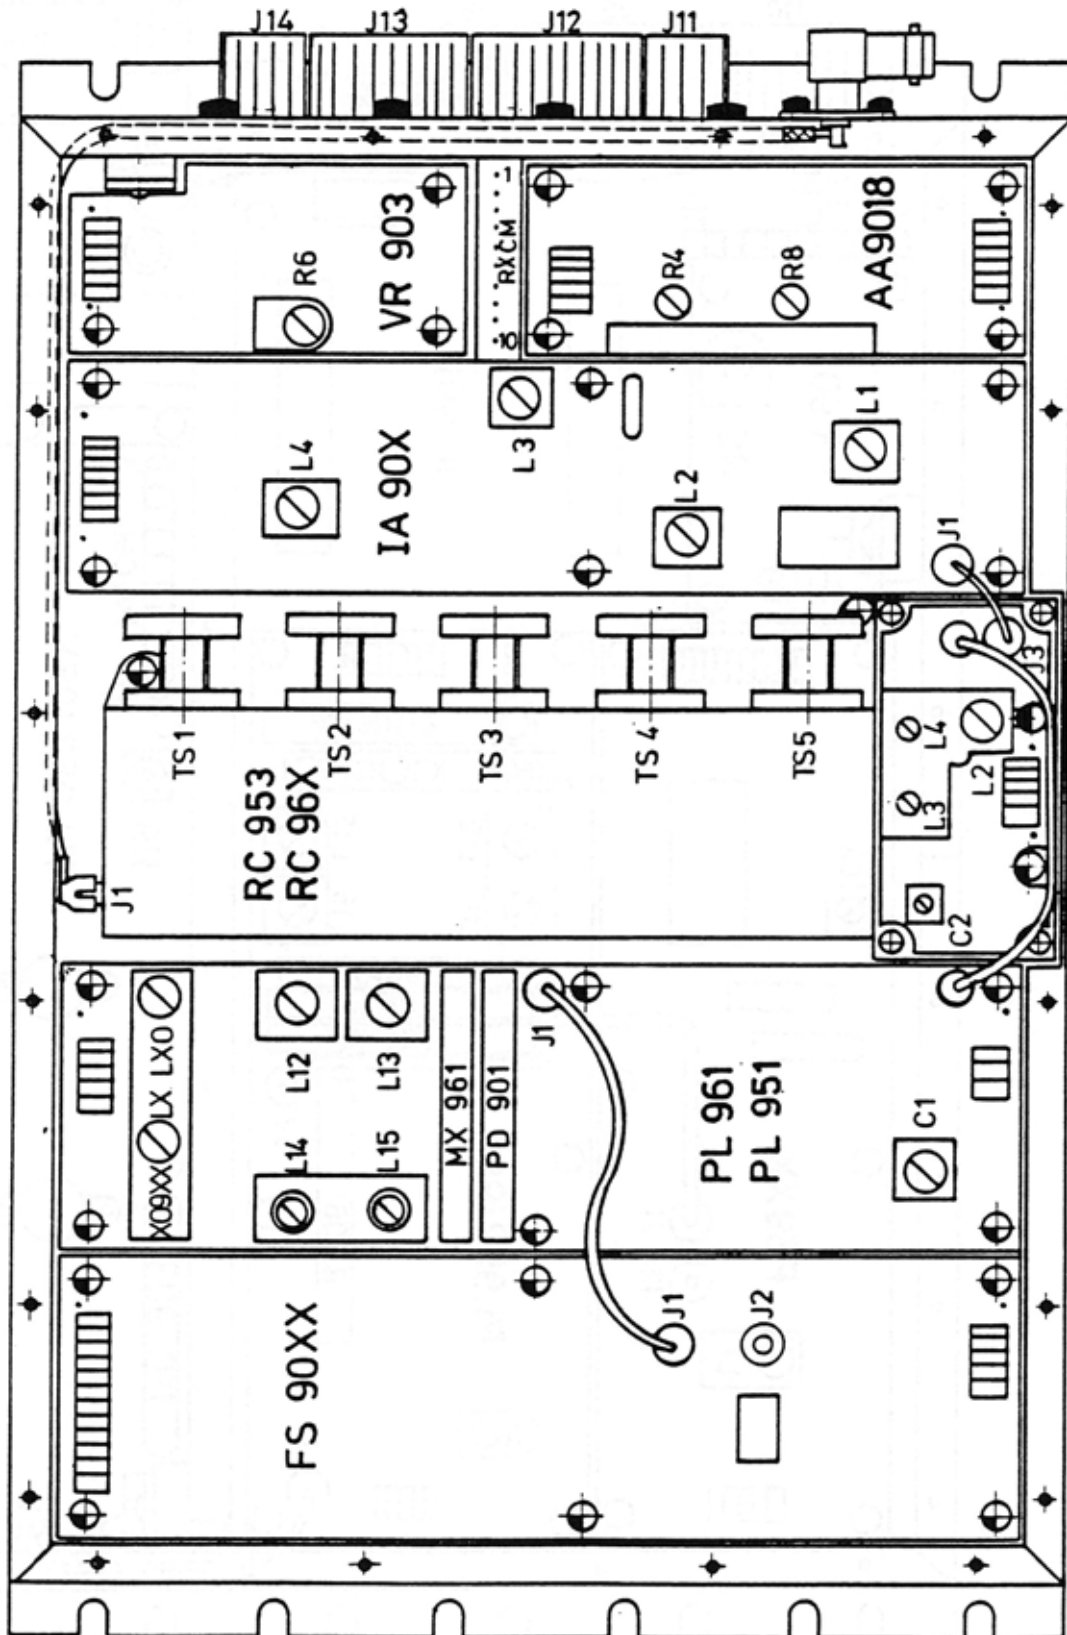 J14
J13
J12
J11
VR 903
R6
.1
RXCM
.10
R4
R8
AA9018
L4
IA 90X
L3
L2
L1
J1
TS1
TS2
TS3
TS4
TS5
RC 953
RC 96X
J1
J3
L4
L3
L2
C2
XO9XX
LX
LX0
L12
L13
L14
L15
MX 961
PD 901
J1
PL 961
PL 951
C1
FS 90XX
J1
J2